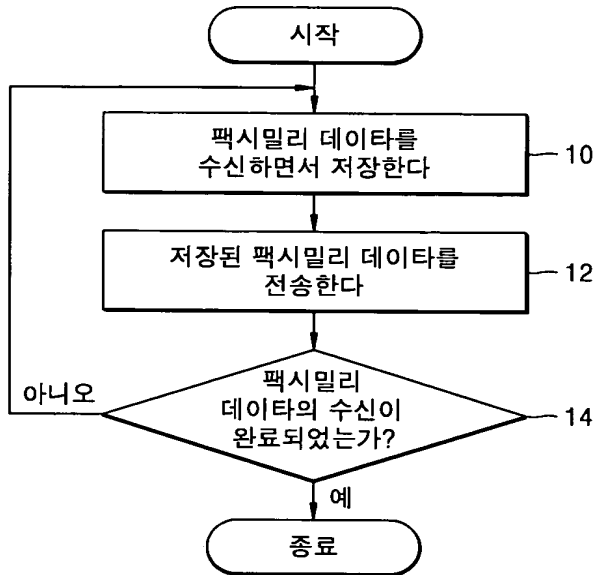 시작
팩시밀리 데이타를
수신하면서 저장한다
10
저장된 팩시밀리 데이타를
전송한다
12
팩시밀리
데이타의 수신이
완료되었는가?
14
아니오
예
종료